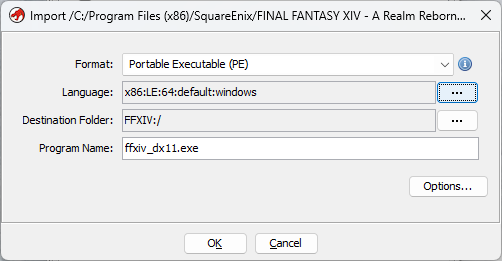 Import /C:/Program Files (x86)/SquareEnix/FINAL FANTASY XIV - A Realm Reborn...
Format: Portable Executable (PE)
Language: x86:LE:64:default:windows ...
Destination Folder: FFXIV:/ ...
Program Name: ffxiv_dx11.exe
Options...
OK Cancel